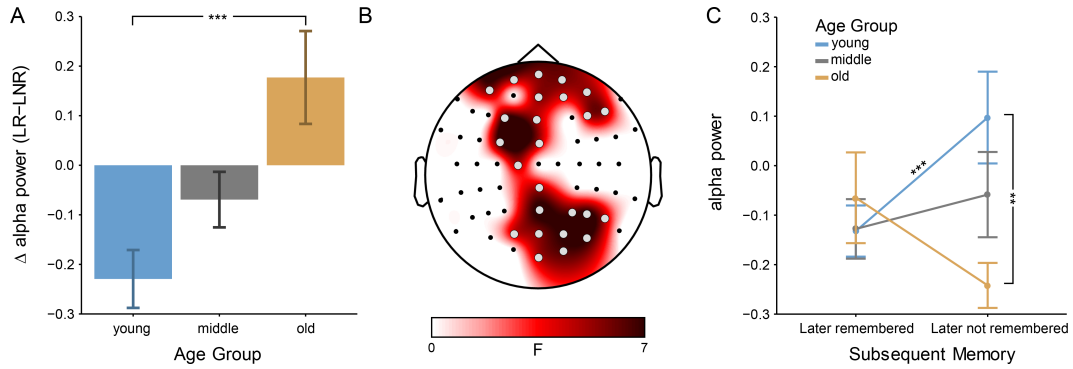 A
0.3
0.2
0.1
0.0
−0.1
−0.2
−0.3
Δ alpha power (LR−LNR)
***
young
middle
old
Age Group
B
0
F
7
C
0.3
0.2
0.1
0.0
−0.1
−0.2
−0.3
alpha power
Age Group
young
middle
old
***
**
Later remembered
Later not remembered
Subsequent Memory